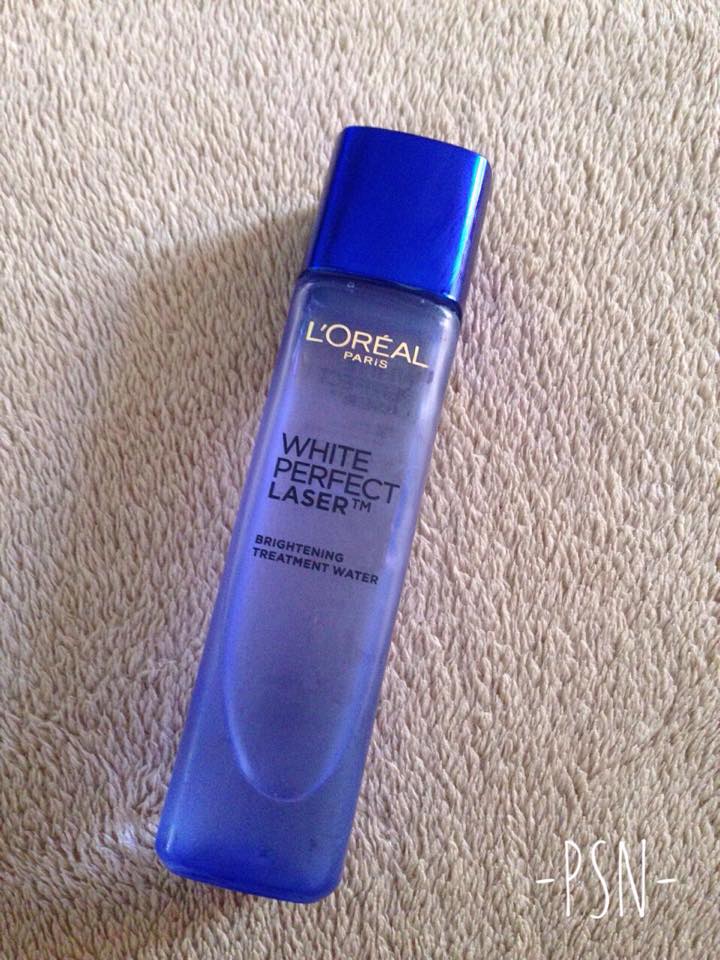 L'ORÉAL
PARIS
WHITE
PERFECT
LASER™
BRIGHTENING
TREATMENT WATER
-PSN-